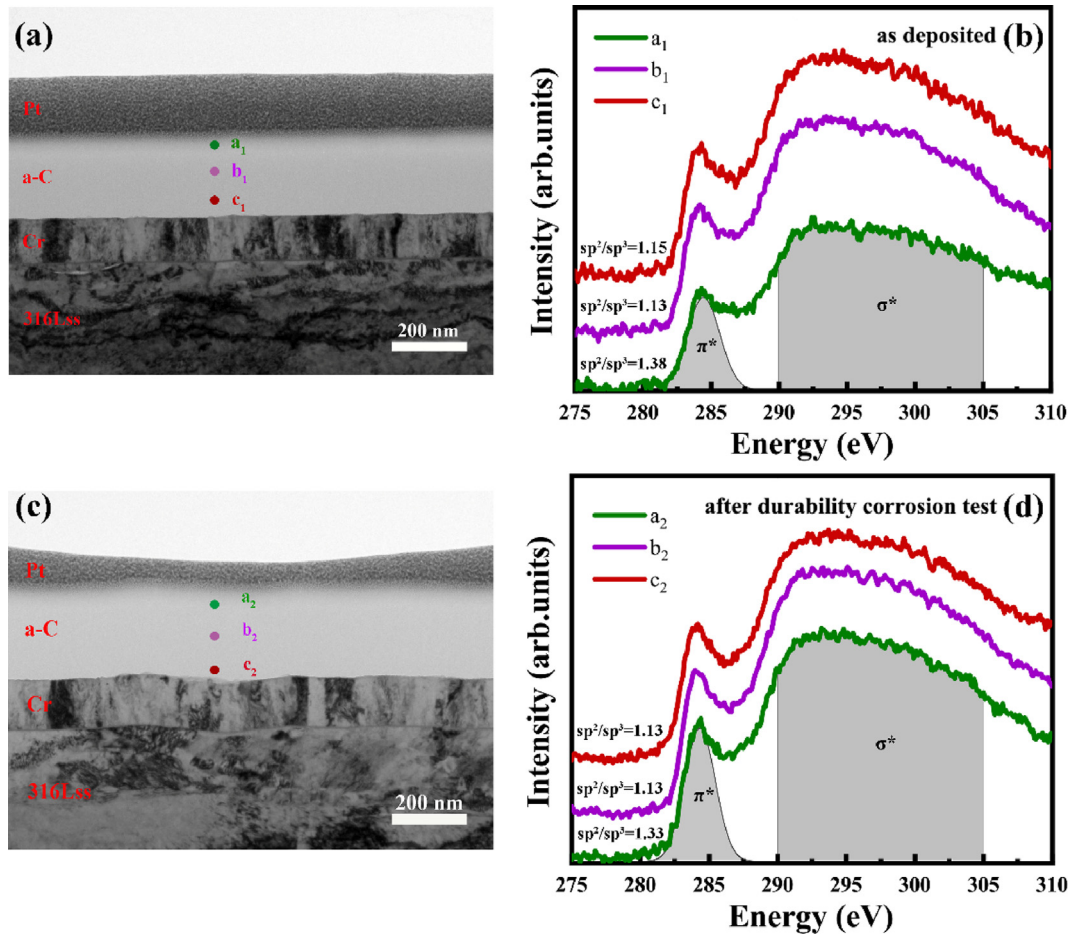 (a)
Pt
a₁
a-C
b₁
c₁
Cr
316Lss
200 nm
as deposited (b)
a₁
b₁
c₁
sp²/sp³=1.15
sp²/sp³=1.13
sp²/sp³=1.38
π*
σ*
Intensity (arb.units)
275 280 285 290 295 300 305 310
Energy (eV)
(c)
Pt
a₂
a-C
b₂
c₂
Cr
316Lss
200 nm
after durability corrosion test (d)
a₂
b₂
c₂
sp²/sp³=1.13
sp²/sp³=1.13
sp²/sp³=1.33
π*
σ*
Intensity (arb.units)
275 280 285 290 295 300 305 310
Energy (eV)